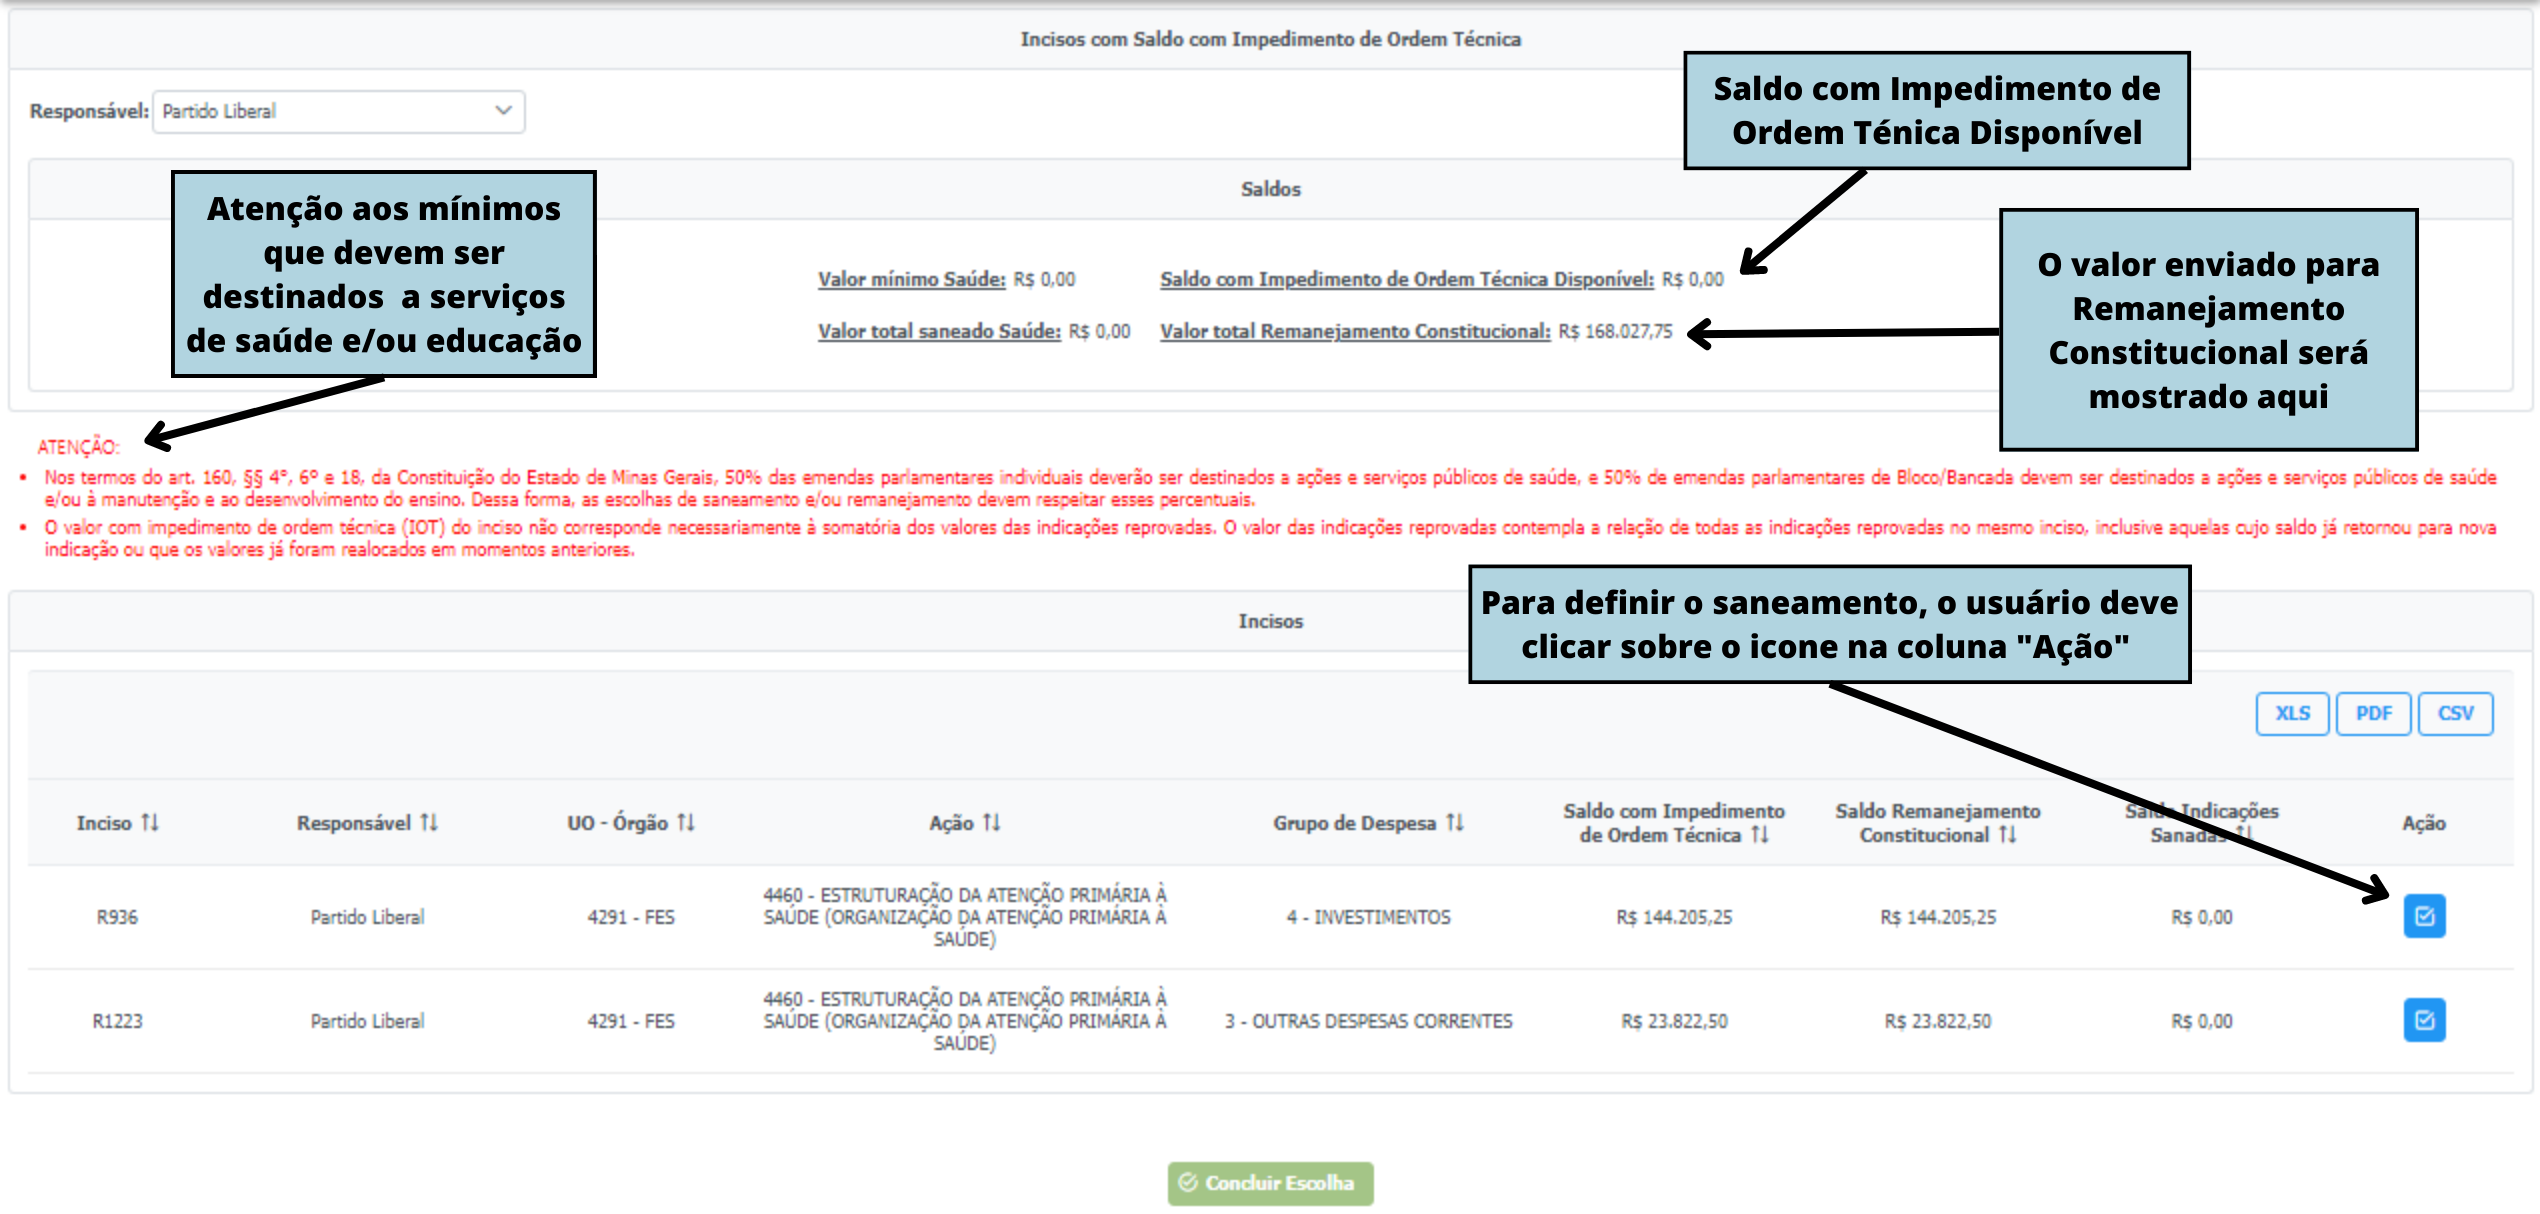 Incisos com Saldo com Impedimento de Ordem Técnica
Saldo com Impedimento de
Ordem Ténica Disponível
Responsável: Partido Liberal
Saldos
Atenção aos mínimos
que devem ser
destinados a serviços
de saúde e/ou educação
O valor enviado para
Remanejamento
Constitucional será
mostrado aqui
Valor mínimo Saúde: R$ 0,00 Saldo com Impedimento de Ordem Técnica Disponível: R$ 0,00
Valor total saneado Saúde: R$ 0,00 Valor total Remanejamento Constitucional: R$ 168.027,75
ATENÇÃO:
• Nos termos do art. 160, §§ 4°, 6º e 18, da Constituição do Estado de Minas Gerais, 50% das emendas parlamentares individuais deverão ser destinados a ações e serviços públicos de saúde, e 50% de emendas parlamentares de Bloco/Bancada devem ser destinados a ações e serviços públicos de saúde
e/ou à manutenção e ao desenvolvimento do ensino. Dessa forma, as escolhas de saneamento e/ou remanejamento devem respeitar esses percentuais.
• O valor com impedimento de ordem técnica (IOT) do inciso não corresponde necessariamente à somatória dos valores das indicações reprovadas. O valor das indicações reprovadas contempla a relação de todas as indicações reprovadas no mesmo inciso, inclusive aquelas cujo saldo já retornou para nova
indicação ou que os valores já foram realocados em momentos anteriores.
Para definir o saneamento, o usuário deve
clicar sobre o icone na coluna "Ação"
Incisos
XLS PDF CSV
Inciso Responsável UO - Órgão Ação Grupo de Despesa
Saldo com Impedimento
de Ordem Técnica
Saldo Remanejamento
Constitucional
Saldo Indicações
Sanadas
Ação
R936 Partido Liberal 4291 - FES
4460 - ESTRUTURAÇÃO DA ATENÇÃO PRIMÁRIA À
SAÚDE (ORGANIZAÇÃO DA ATENÇÃO PRIMÁRIA À
SAÚDE)
4 - INVESTIMENTOS R$ 144.205,25 R$ 144.205,25 R$ 0,00
R1223 Partido Liberal 4291 - FES
4460 - ESTRUTURAÇÃO DA ATENÇÃO PRIMÁRIA À
SAÚDE (ORGANIZAÇÃO DA ATENÇÃO PRIMÁRIA À
SAÚDE)
3 - OUTRAS DESPESAS CORRENTES R$ 23.822,50 R$ 23.822,50 R$ 0,00
Concluir Escolha